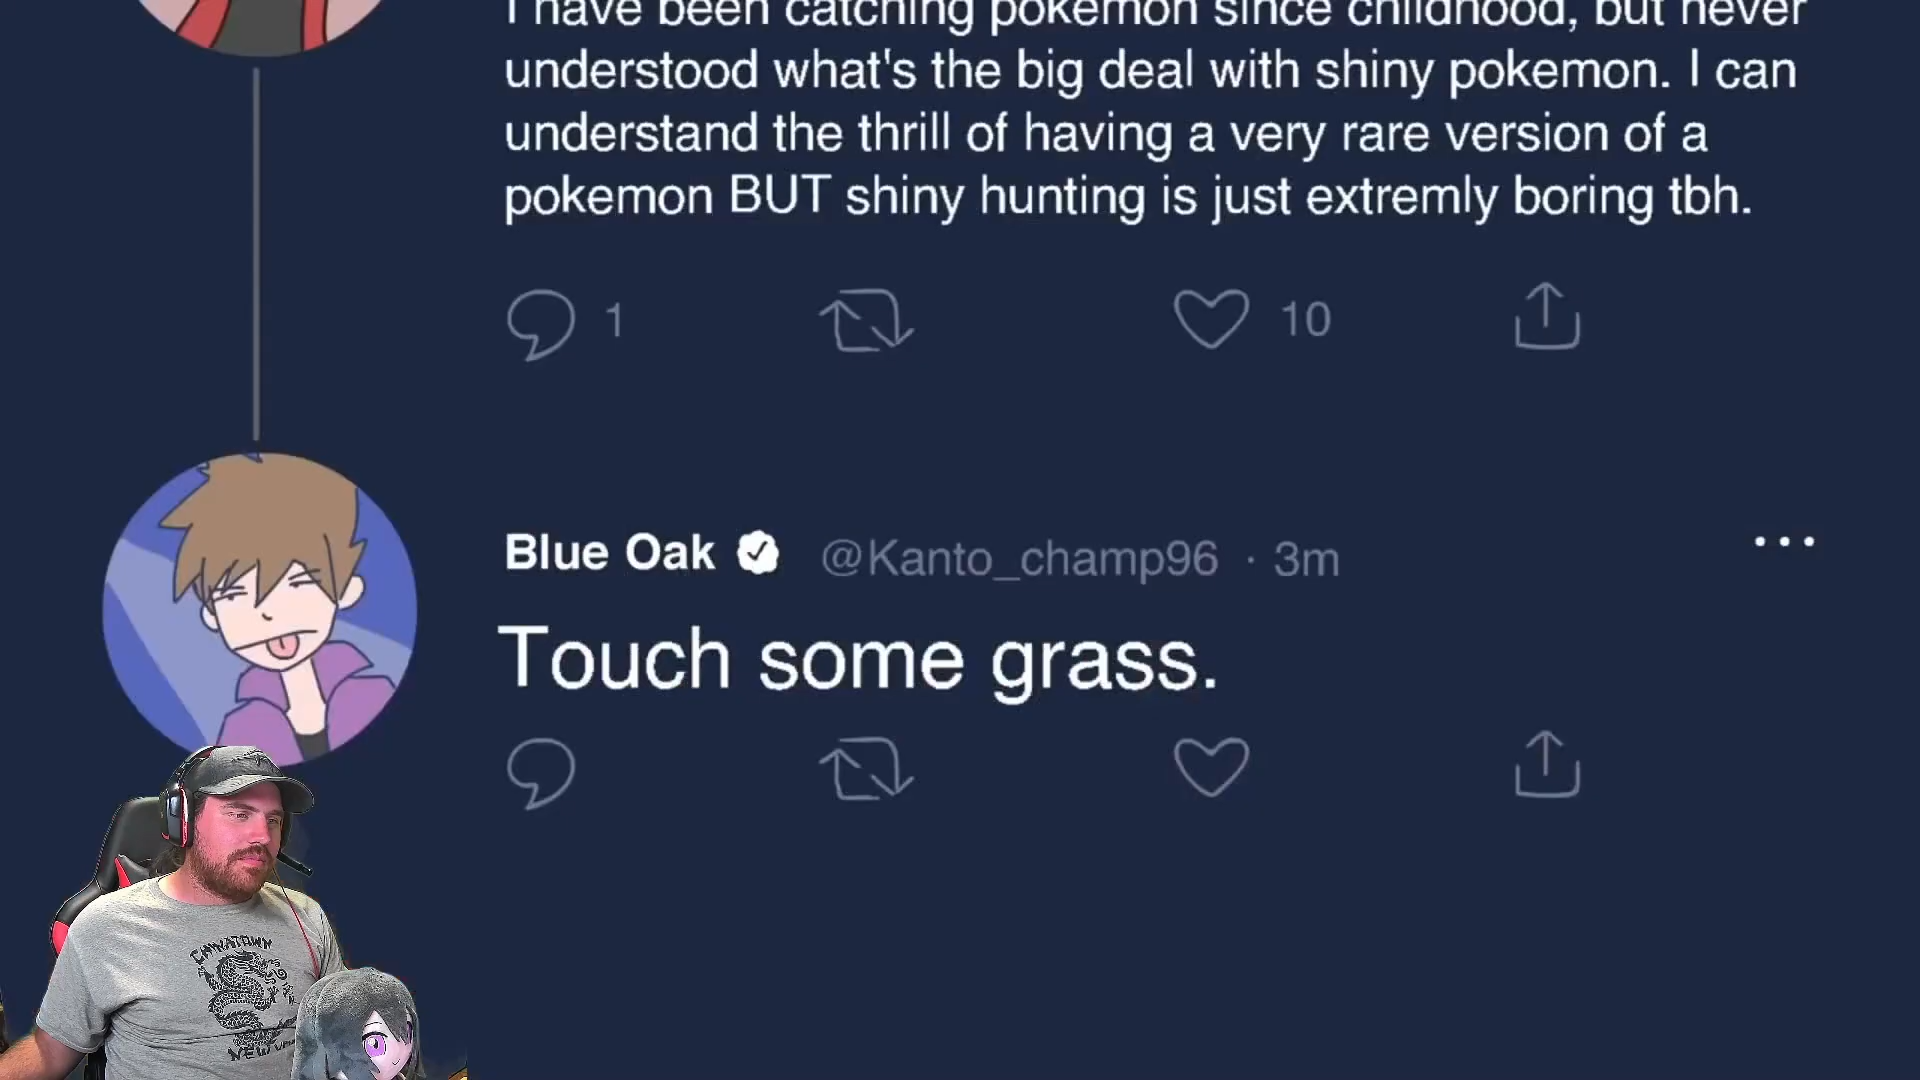 I have been catching pokemon since childhood, but never
understood what's the big deal with shiny pokemon. I can
understand the thrill of having a very rare version of a
pokemon BUT shiny hunting is just extremly boring tbh.
1
10
Blue Oak @Kanto_champ96 · 3m
Touch some grass.
CHINATOWN
NEW